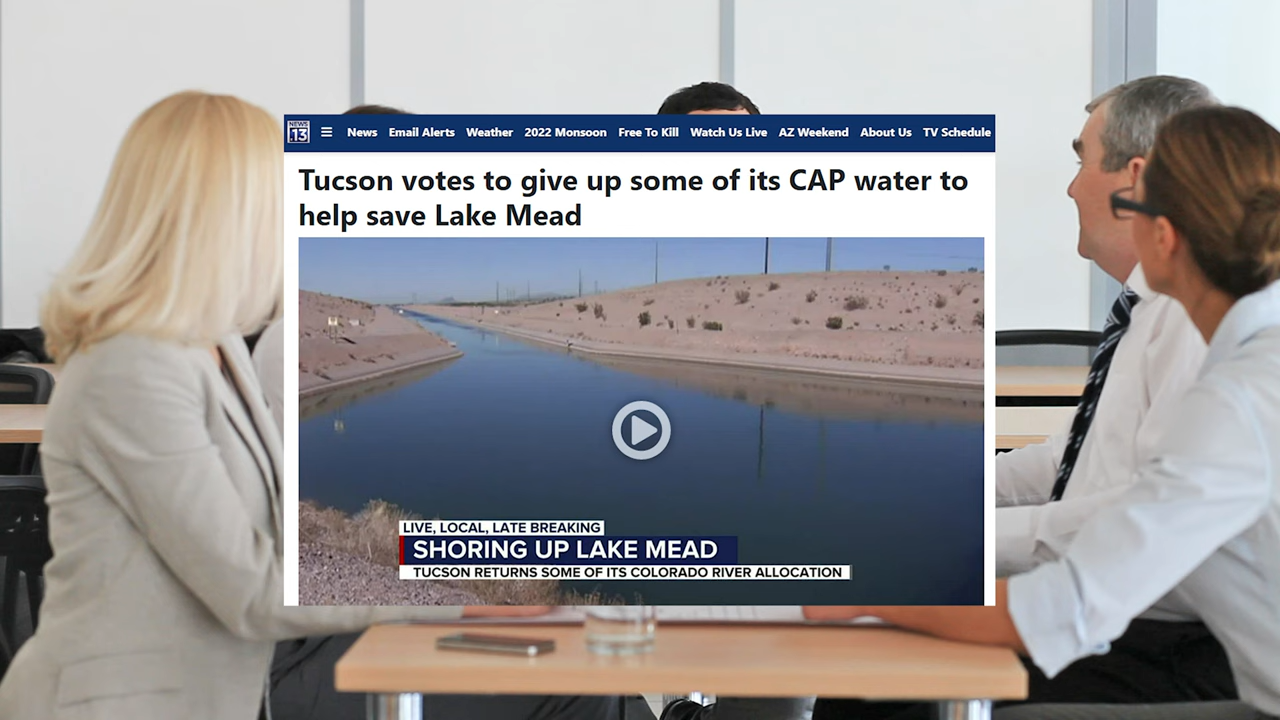 NEWS
13
News Email Alerts Weather 2022 Monsoon Free To Kill Watch Us Live AZ Weekend About Us TV Schedule
Tucson votes to give up some of its CAP water to
help save Lake Mead
LIVE, LOCAL, LATE BREAKING
SHORING UP LAKE MEAD
TUCSON RETURNS SOME OF ITS COLORADO RIVER ALLOCATION